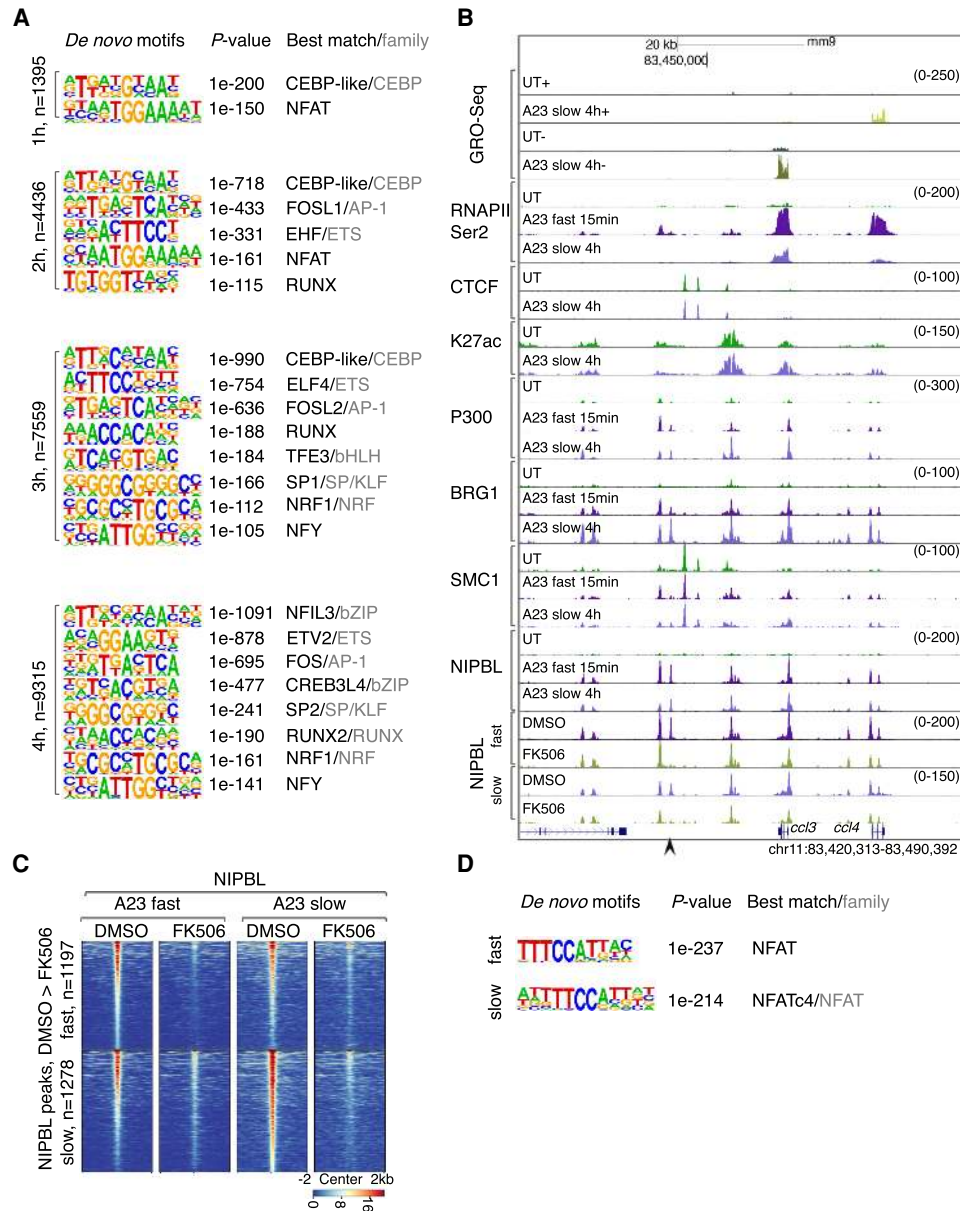 A
De novo motifs P-value Best match/family
1h, n=1395
1e-200 CEBP-like/CEBP
1e-150 NFAT
2h, n=4436
1e-718 CEBP-like/CEBP
1e-433 FOSL1/AP-1
1e-331 EHF/ETS
1e-161 NFAT
1e-115 RUNX
3h, n=7559
1e-990 CEBP-like/CEBP
1e-754 ELF4/ETS
1e-636 FOSL2/AP-1
1e-188 RUNX
1e-184 TFE3/bHLH
1e-166 SP1/SP/KLF
1e-112 NRF1/NRF
1e-105 NFY
4h, n=9315
1e-1091 NFIL3/bZIP
1e-878 ETV2/ETS
1e-695 FOS/AP-1
1e-477 CREB3L4/bZIP
1e-241 SP2/SP/KLF
1e-190 RUNX2/RUNX
1e-161 NRF1/NRF
1e-141 NFY
B
20 kb mm9
83,450,000
GRO-Seq
UT+ (0-250)
A23 slow 4h+
UT-
A23 slow 4h-
RNAPII Ser2
UT (0-200)
A23 fast 15min
A23 slow 4h
CTCF
UT (0-100)
A23 slow 4h
K27ac
UT (0-150)
A23 slow 4h
P300
UT (0-300)
A23 fast 15min
A23 slow 4h
BRG1
UT (0-100)
A23 fast 15min
A23 slow 4h
SMC1
UT (0-100)
A23 fast 15min
A23 slow 4h
NIPBL
UT (0-200)
A23 fast 15min
A23 slow 4h
NIPBL
fast
DMSO (0-200)
FK506
slow
DMSO (0-150)
FK506
ccl3 ccl4
chr11:83,420,313-83,490,392
C
NIPBL
A23 fast A23 slow
DMSO FK506 DMSO FK506
NIPBL peaks, DMSO > FK506
fast, n=1197
slow, n=1278
-2 Center 2kb
0 8 16
D
De novo motifs P-value Best match/family
fast
TTTCCATTAC 1e-237 NFAT
slow
1e-214 NFATc4/NFAT